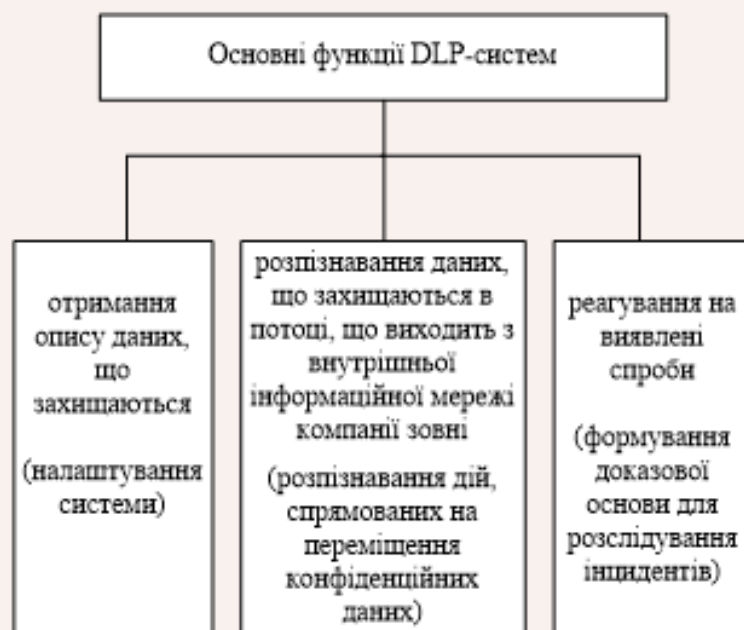 Основні функції DLP-систем
отримання
опису даних,
що
захищаються
(налаштування
системи)
розпізнавання даних,
що захищаються в
потоці, що виходить з
внутрішньої
інформаційної мережі
компанії зовні
(розпізнавання дій,
спрямованих на
переміщення
конфіденційних
даних)
реагування на
виявлені
спроби
(формування
доказової
основи для
розслідування
інцидентів)